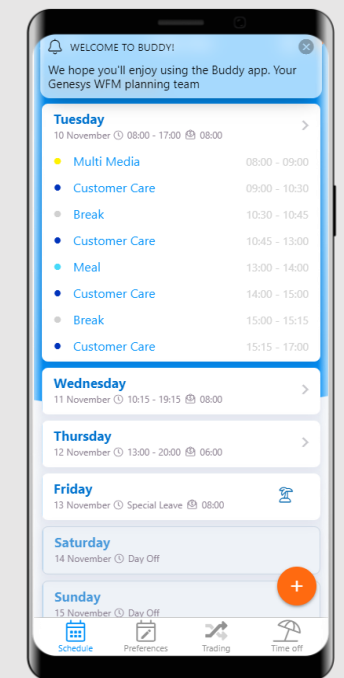 WELCOME TO BUDDY!
We hope you'll enjoy using the Buddy app. Your
Genesys WFM planning team
Tuesday
10 November 08:00 - 17:00 08:00
Multi Media 08:00 - 09:00
Customer Care 09:00 - 10:30
Break 10:30 - 10:45
Customer Care 10:45 - 13:00
Meal 13:00 - 14:00
Customer Care 14:00 - 15:00
Break 15:00 - 15:15
Customer Care 15:15 - 17:00
Wednesday
11 November 10:15 - 19:15 08:00
Thursday
12 November 13:00 - 20:00 06:00
Friday
13 November Special Leave 08:00
Saturday
14 November Day Off
Sunday
15 November Day Off
Schedule Preferences Trading Time off